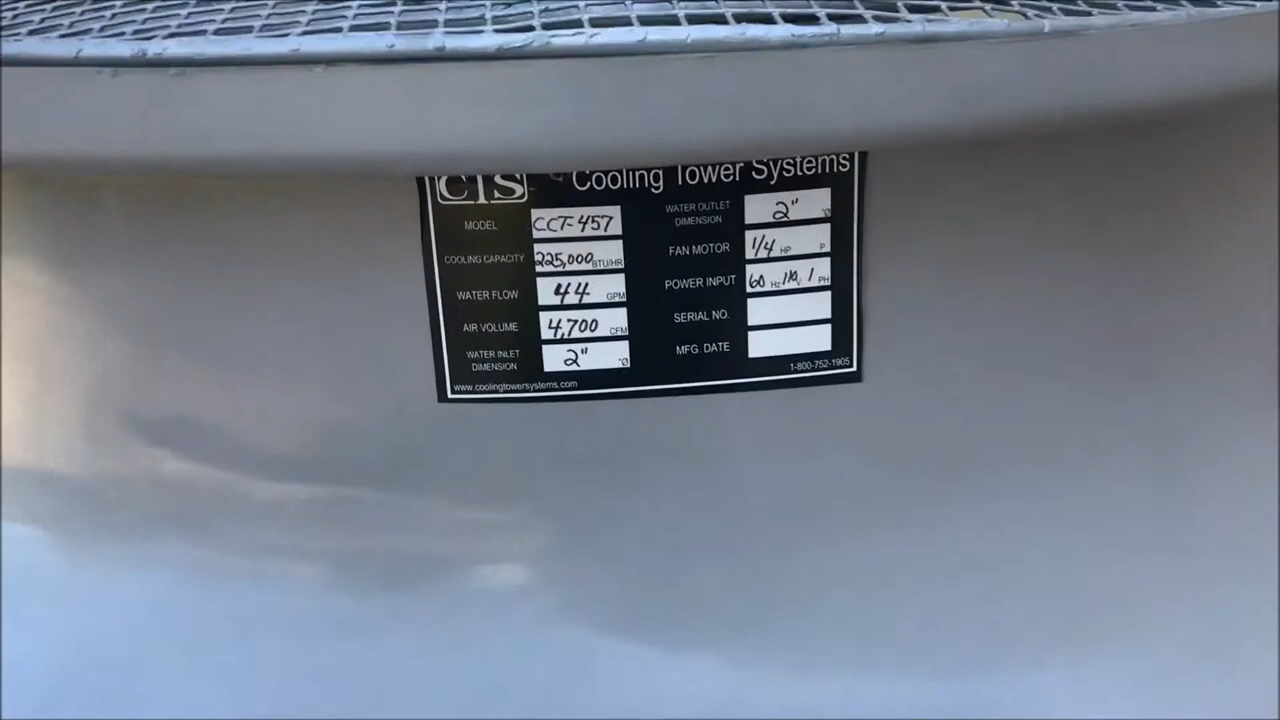 CTS Cooling Tower Systems
MODEL CCT-457
COOLING CAPACITY 225,000 BTU/HR
WATER FLOW 44 GPM
AIR VOLUME 4,700 CFM
WATER INLET
DIMENSION 2" "Ø
www.coolingtowersystems.com
WATER OUTLET
DIMENSION 2" "Ø
FAN MOTOR 1/4 HP P
POWER INPUT 60 Hz 110 V 1 PH
SERIAL NO.
MFG. DATE
1-800-752-1905